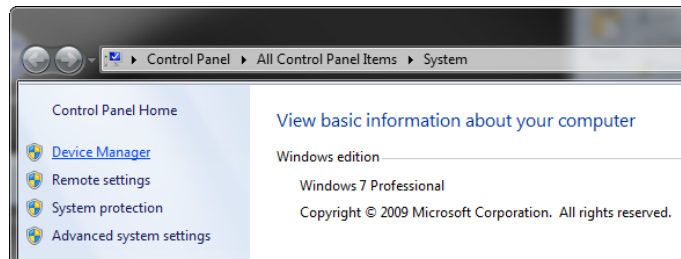 Control Panel All Control Panel Items System
Control Panel Home
Device Manager
Remote settings
System protection
Advanced system settings
View basic information about your computer
Windows edition
Windows 7 Professional
Copyright © 2009 Microsoft Corporation. All rights reserved.